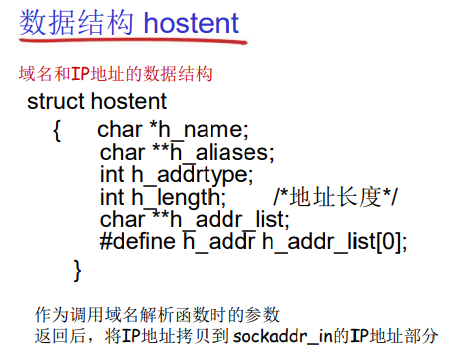 数据结构 hostent
域名和IP地址的数据结构
struct hostent
{ char *h_name;
char **h_aliases;
int h_addrtype;
int h_length; /*地址长度*/
char **h_addr_list;
#define h_addr h_addr_list[0];
}
作为调用域名解析函数时的参数
返回后，将IP地址拷贝到 sockaddr_in的IP地址部分